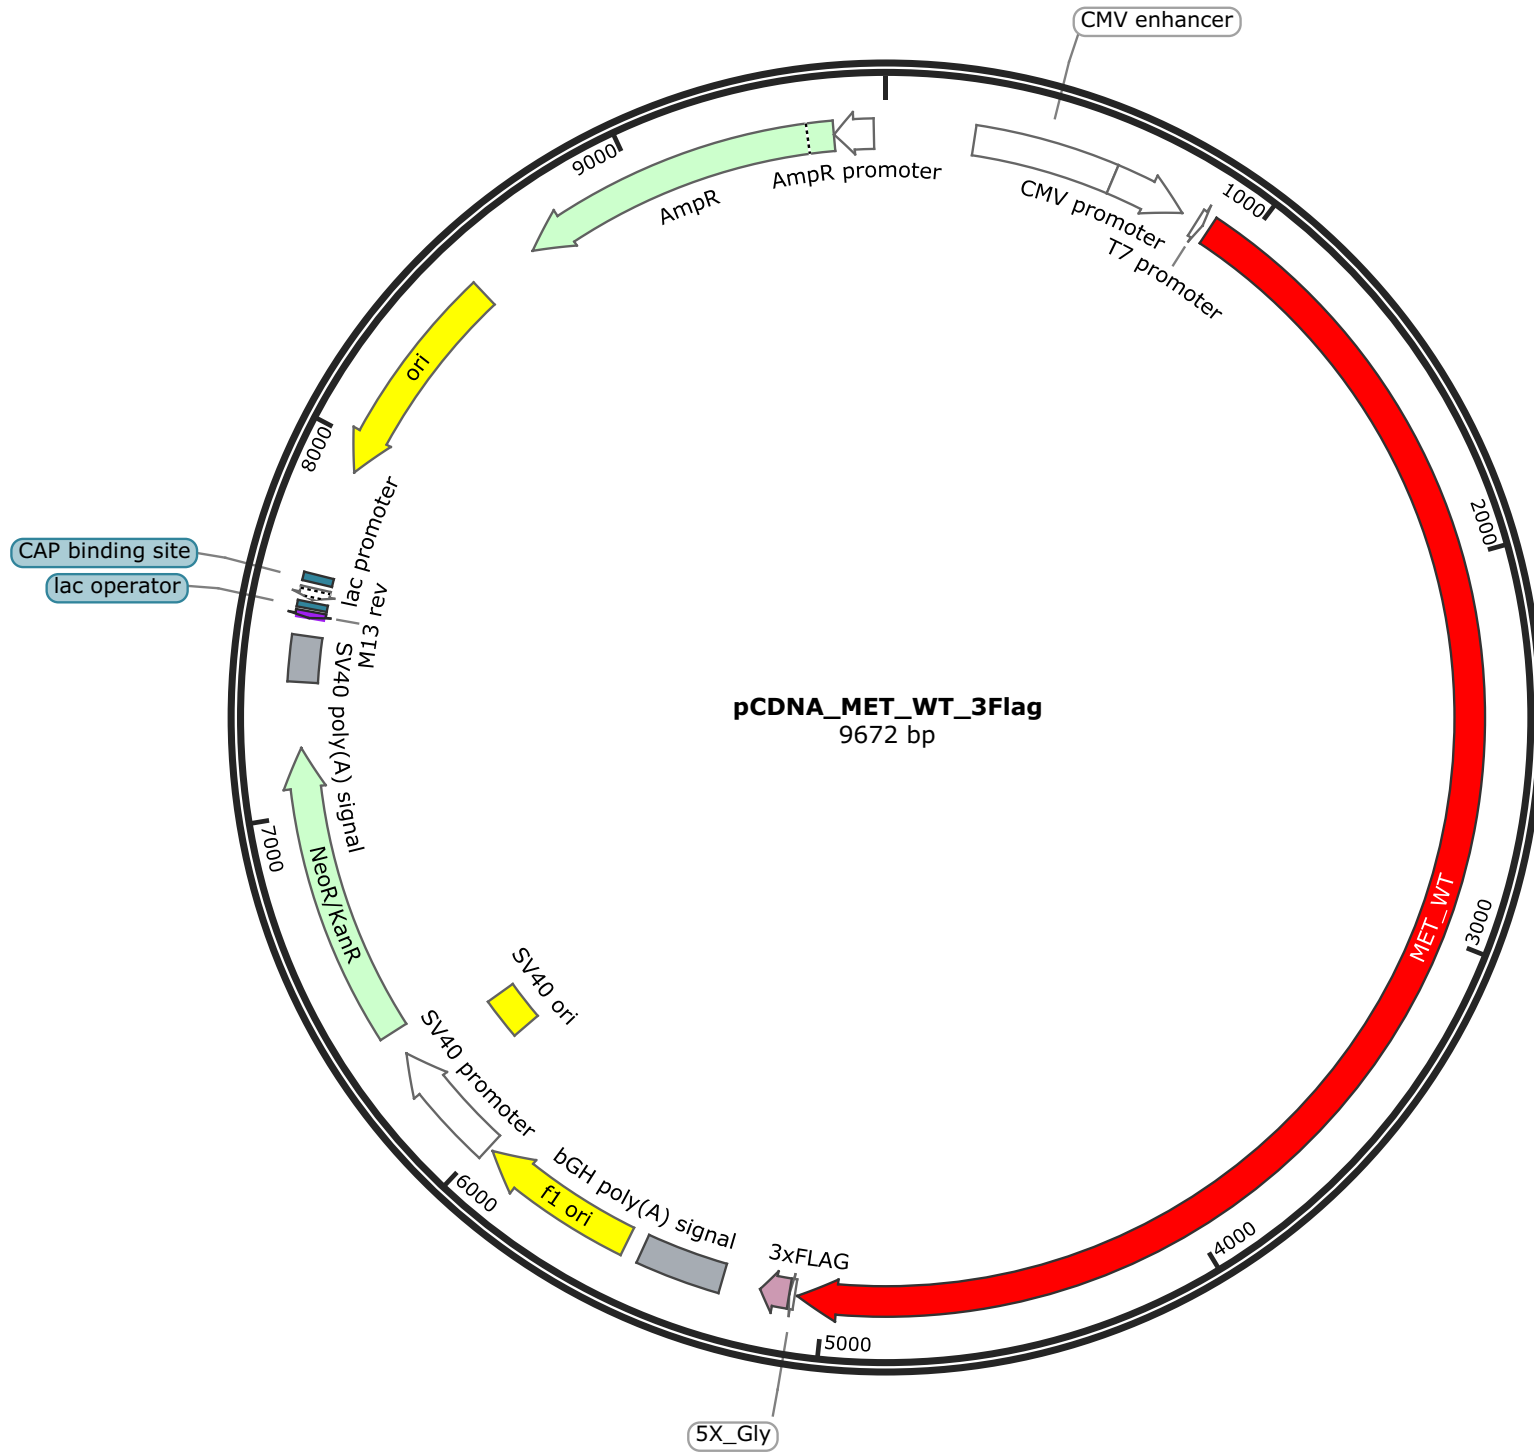 CMV enhancer
9000
AmpR promoter
AmpR
CMV promoter
1000
T7 promoter
ori
2000
8000
lac promoter
CAP binding site
lac operator
M13 rev
SV40 poly(A) signal
pCDNA_MET_WT_3Flag
9672 bp
7000
NeoR/KanR
MET_WT
3000
SV40 ori
SV40 promoter
bGH poly(A) signal
6000
f1 ori
3xFLAG
4000
5000
5X_Gly